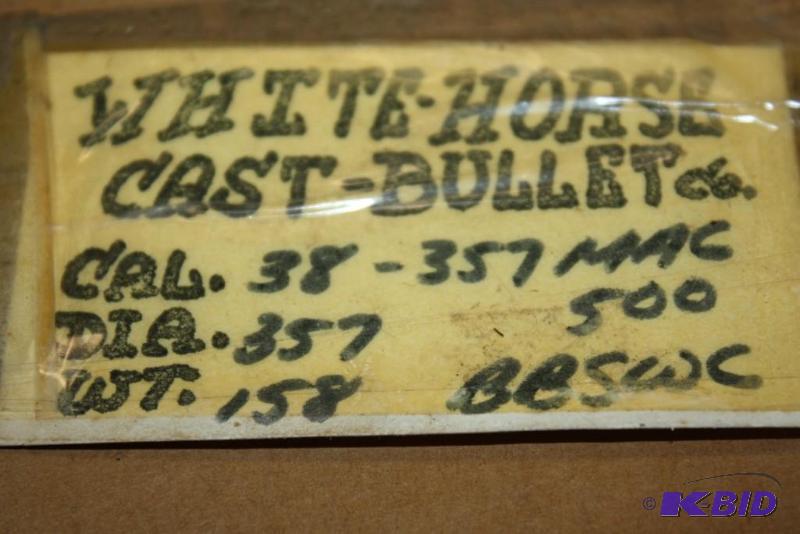 WHITE-HORSE
CAST-BULLET CO.
CAL. 38-357 MAG
DIA. 357 500
WT. 158 BBSWC
© K-BID